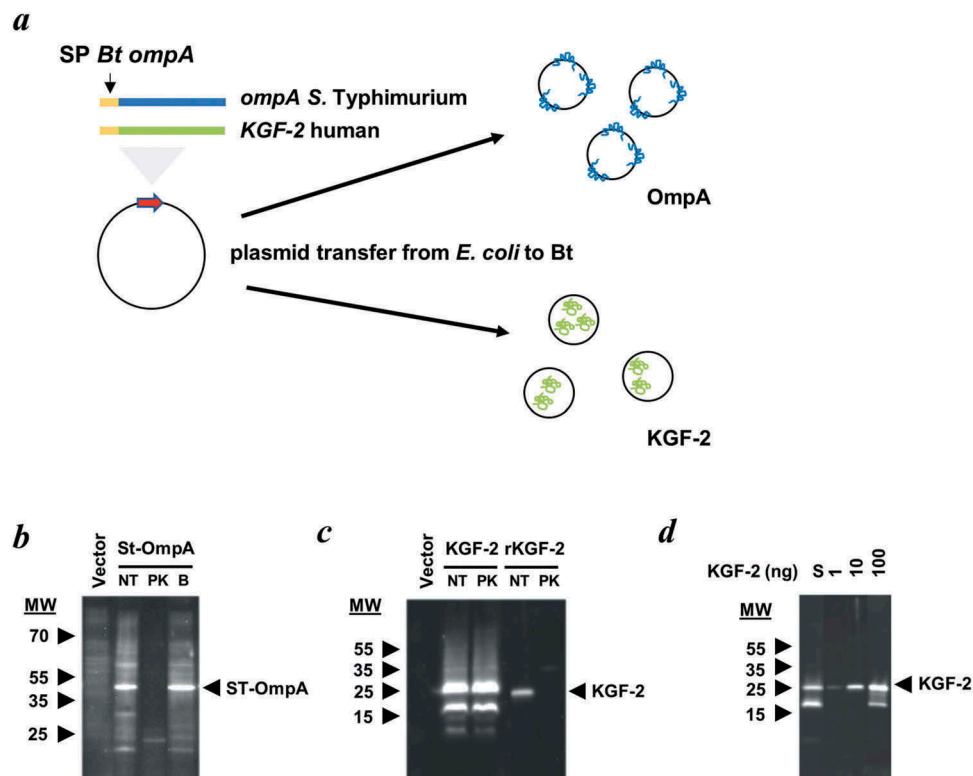 a
SP Bt ompA
ompA S. Typhimurium
KGF-2 human
OmpA
plasmid transfer from E. coli to Bt
KGF-2
b
Vector
St-OmpA
NT PK B
MW
70
55
35
25
ST-OmpA
c
Vector
KGF-2 rKGF-2
NT PK NT PK
MW
55
35
25
15
KGF-2
d
KGF-2 (ng) S 1 10 100
MW
55
35
25
15
KGF-2